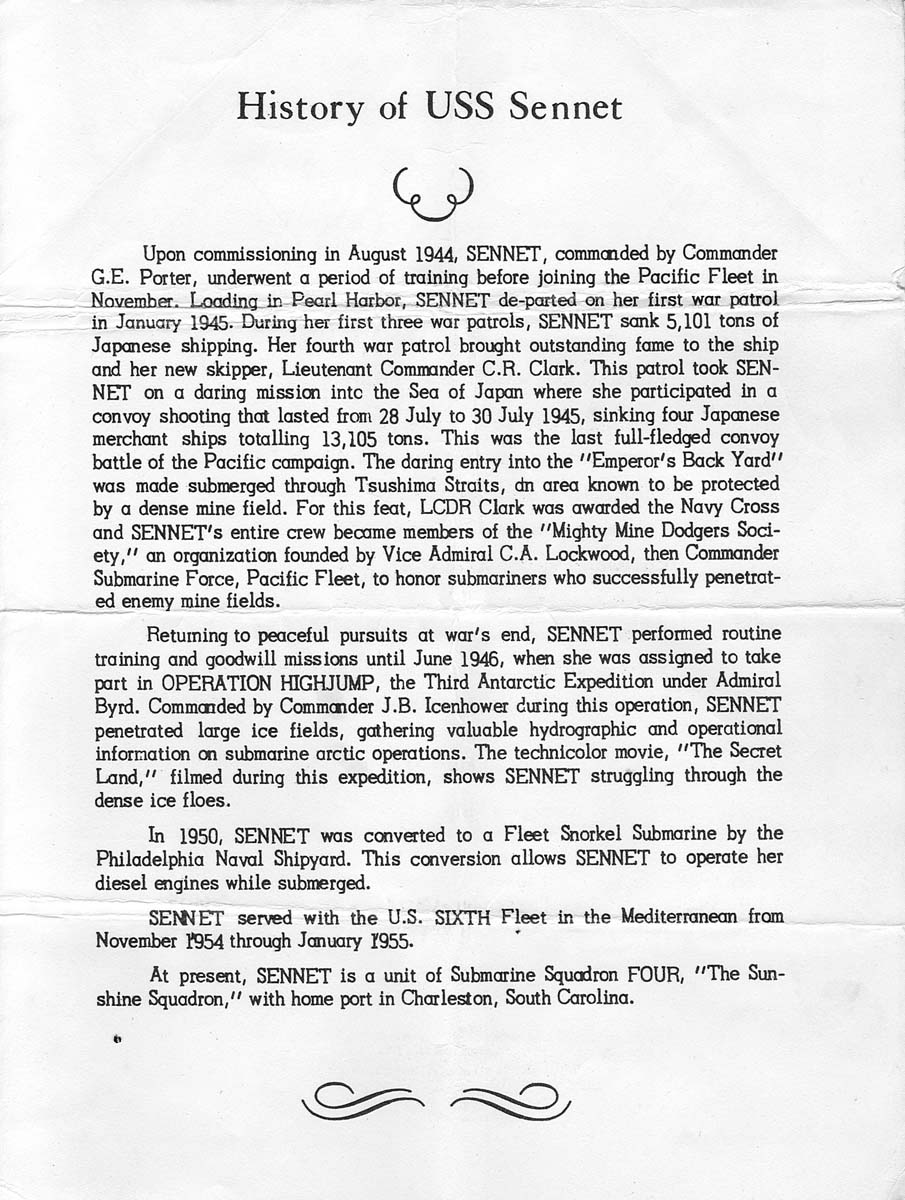 History of USS Sennet
Upon commissioning in August 1944, SENNET, commanded by Commander
G.E. Porter, underwent a period of training before joining the Pacific Fleet in
November. Loading in Pearl Harbor, SENNET de-parted on her first war patrol
in January 1945. During her first three war patrols, SENNET sank 5,101 tons of
Japanese shipping. Her fourth war patrol brought outstanding fame to the ship
and her new skipper, Lieutenant Commander C.R. Clark. This patrol took SEN-
NET on a daring mission into the Sea of Japan where she participated in a
convoy shooting that lasted from 28 July to 30 July 1945, sinking four Japanese
merchant ships totalling 13,105 tons. This was the last full-fledged convoy
battle of the Pacific campaign. The daring entry into the "Emperor's Back Yard"
was made submerged through Tsushima Straits, an area known to be protected
by a dense mine field. For this feat, LCDR Clark was awarded the Navy Cross
and SENNET's entire crew became members of the "Mighty Mine Dodgers Soci-
ety," an organization founded by Vice Admiral C.A. Lockwood, then Commander
Submarine Force, Pacific Fleet, to honor submariners who successfully penetrat-
ed enemy mine fields.
Returning to peaceful pursuits at war's end, SENNET performed routine
training and goodwill missions until June 1946, when she was assigned to take
part in OPERATION HIGHJUMP, the Third Antarctic Expedition under Admiral
Byrd. Commanded by Commander J.B. Icenhower during this operation, SENNET
penetrated large ice fields, gathering valuable hydrographic and operational
information on submarine arctic operations. The technicolor movie, "The Secret
Land," filmed during this expedition, shows SENNET struggling through the
dense ice floes.
In 1950, SENNET was converted to a Fleet Snorkel Submarine by the
Philadelphia Naval Shipyard. This conversion allows SENNET to operate her
diesel engines while submerged.
SENNET served with the U.S. SIXTH Fleet in the Mediterranean from
November 1954 through January 1955.
At present, SENNET is a unit of Submarine Squadron FOUR, "The Sun-
shine Squadron," with home port in Charleston, South Carolina.